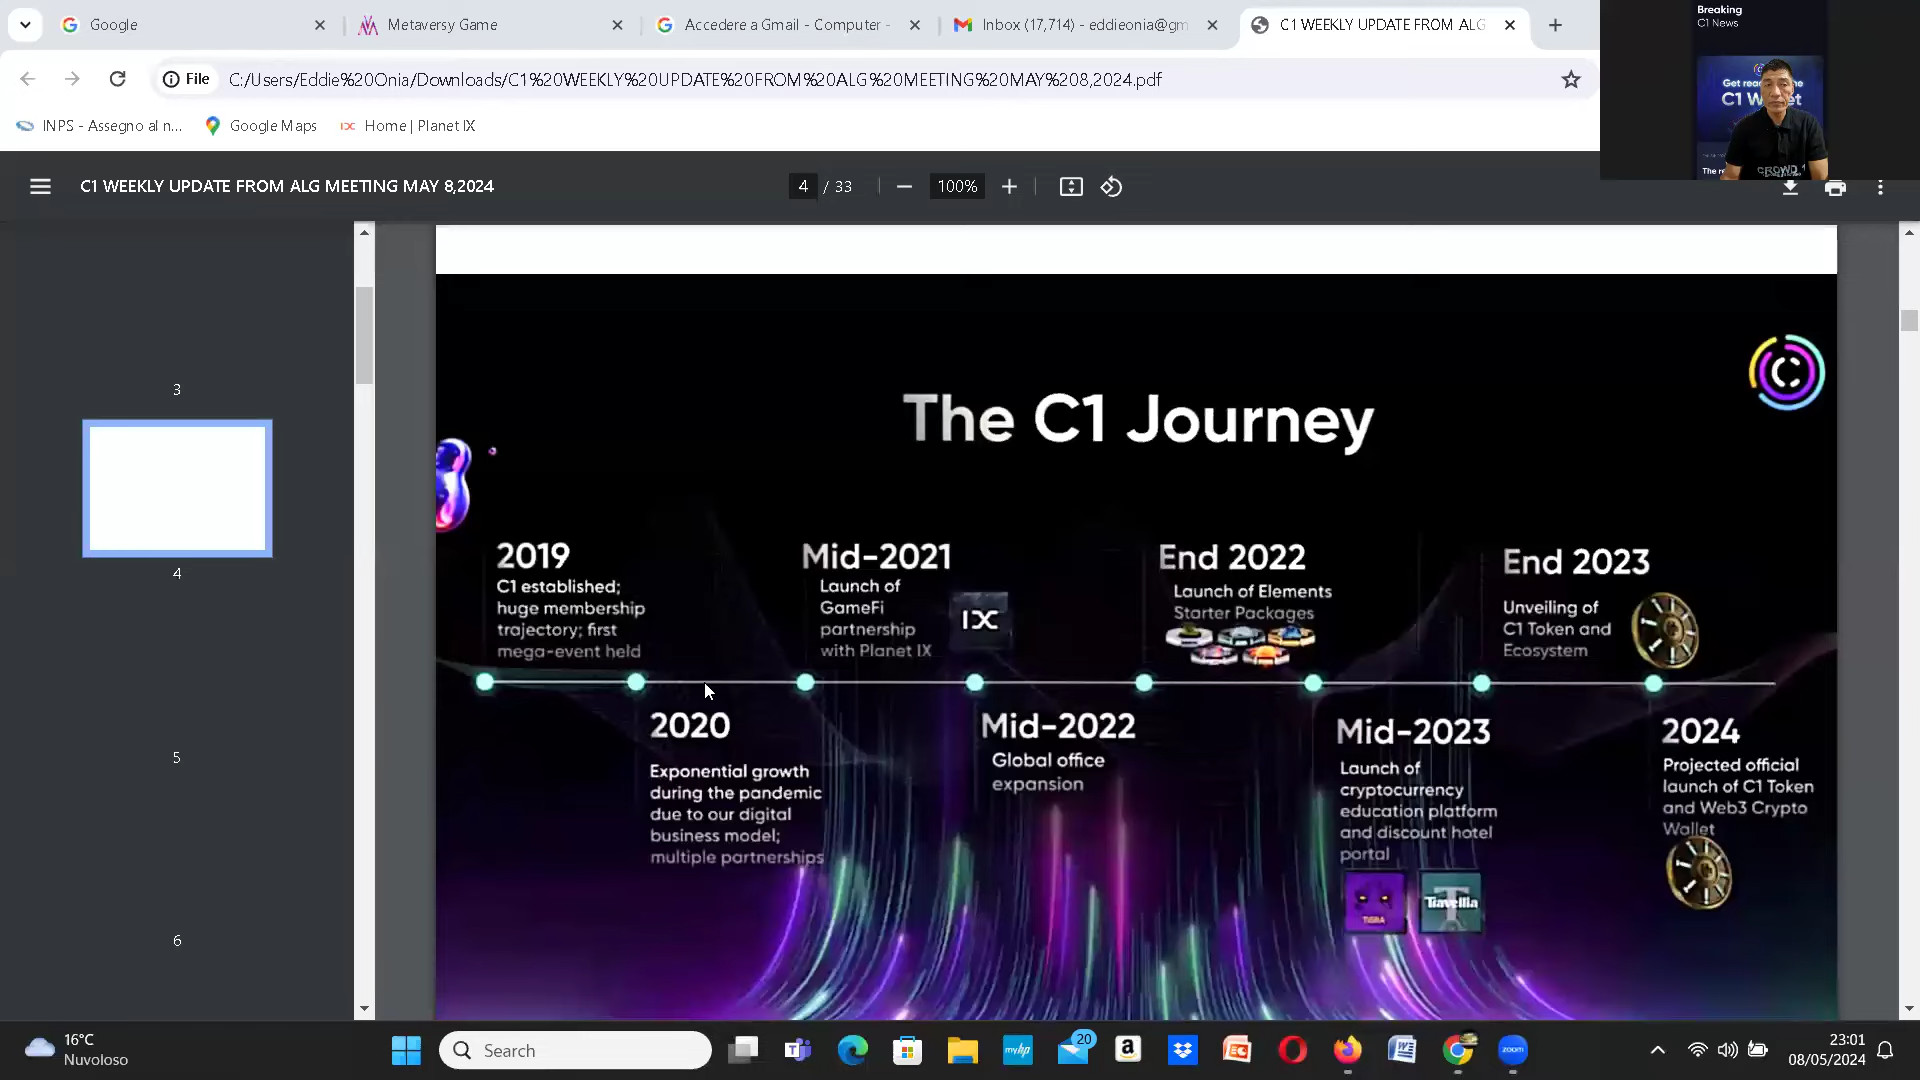 Google
Metaversy Game
Accedere a Gmail - Computer -
Inbox (17,714) - eddieonia@gm
C1 WEEKLY UPDATE FROM ALG
Breaking
C1 News
File
C:/Users/Eddie%20Onia/Downloads/C1%20WEEKLY%20UPDATE%20FROM%20ALG%20MEETING%20MAY%208,2024.pdf
INPS - Assegno al n...
Google Maps
Home | Planet IX
CROWD 1
The re
C1 WEEKLY UPDATE FROM ALG MEETING MAY 8,2024
4 / 33
100%
3
4
5
6
The C1 Journey
2019
C1 established;
huge membership
trajectory; first
mega-event held
Mid-2021
Launch of
GameFi
partnership
with Planet IX
IX
End 2022
Launch of Elements
Starter Packages
End 2023
Unveiling of
C1 Token and
Ecosystem
2020
Exponential growth
during the pandemic
due to our digital
business model;
multiple partnerships
Mid-2022
Global office
expansion
Mid-2023
Launch of
cryptocurrency
education platform
and discount hotel
portal
Travellia
2024
Projected official
launch of C1 Token
and Web3 Crypto
Wallet
16°C
Nuvoloso
Search
myhp
20
zoom
23:01
08/05/2024